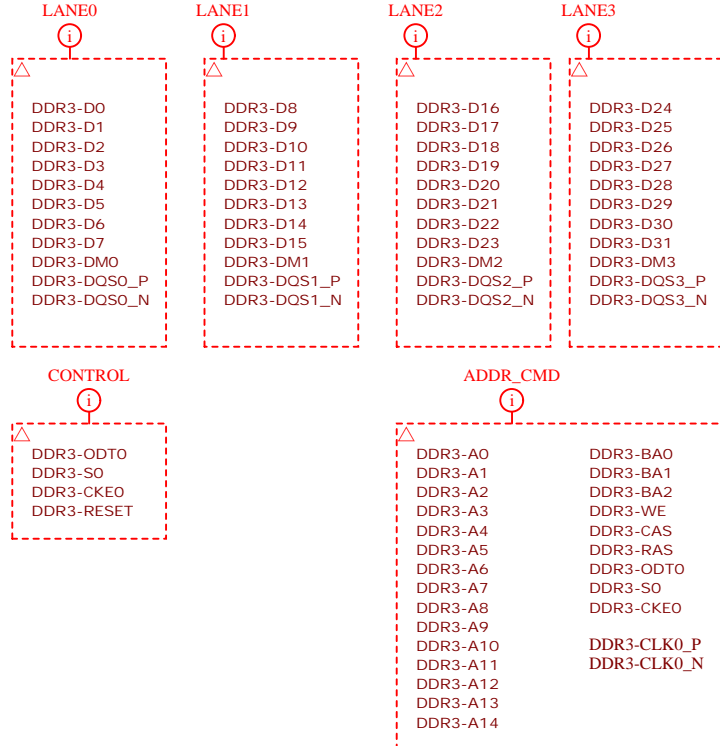 LANE0
i
DDR3-D0
DDR3-D1
DDR3-D2
DDR3-D3
DDR3-D4
DDR3-D5
DDR3-D6
DDR3-D7
DDR3-DM0
DDR3-DQS0_P
DDR3-DQS0_N
LANE1
i
DDR3-D8
DDR3-D9
DDR3-D10
DDR3-D11
DDR3-D12
DDR3-D13
DDR3-D14
DDR3-D15
DDR3-DM1
DDR3-DQS1_P
DDR3-DQS1_N
LANE2
i
DDR3-D16
DDR3-D17
DDR3-D18
DDR3-D19
DDR3-D20
DDR3-D21
DDR3-D22
DDR3-D23
DDR3-DM2
DDR3-DQS2_P
DDR3-DQS2_N
LANE3
i
DDR3-D24
DDR3-D25
DDR3-D26
DDR3-D27
DDR3-D28
DDR3-D29
DDR3-D30
DDR3-D31
DDR3-DM3
DDR3-DQS3_P
DDR3-DQS3_N
CONTROL
i
DDR3-ODT0
DDR3-S0
DDR3-CKE0
DDR3-RESET
ADDR_CMD
i
DDR3-A0
DDR3-A1
DDR3-A2
DDR3-A3
DDR3-A4
DDR3-A5
DDR3-A6
DDR3-A7
DDR3-A8
DDR3-A9
DDR3-A10
DDR3-A11
DDR3-A12
DDR3-A13
DDR3-A14
DDR3-BA0
DDR3-BA1
DDR3-BA2
DDR3-WE
DDR3-CAS
DDR3-RAS
DDR3-ODT0
DDR3-S0
DDR3-CKE0
DDR3-CLK0_P
DDR3-CLK0_N